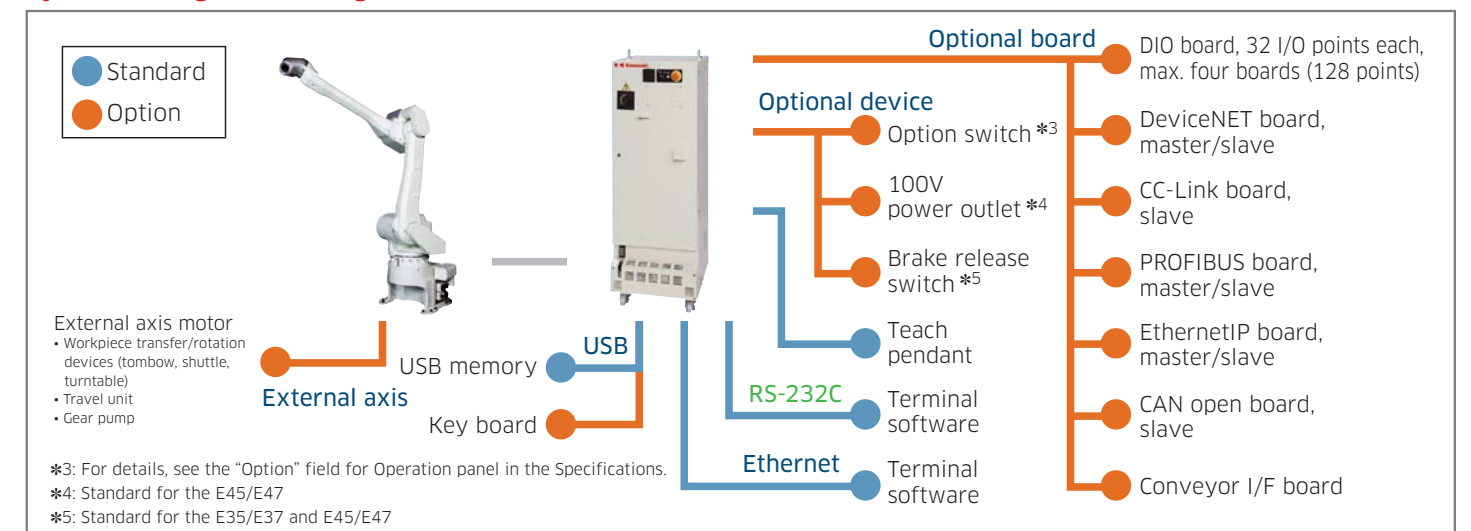 Standard
Option
Kawasaki
Optional board
DIO board, 32 I/O points each,
max. four boards (128 points)
Optional device
Option switch *3
DeviceNET board,
master/slave
100V
power outlet *4
CC-Link board,
slave
Brake release
switch *5
PROFIBUS board,
master/slave
External axis motor
• Workpiece transfer/rotation
devices (tombow, shuttle,
turntable)
• Travel unit
• Gear pump
External axis
USB
USB memory
Key board
Teach
pendant
EthernetIP board,
master/slave
RS-232C
Terminal
software
CAN open board,
slave
Ethernet
Terminal
software
Conveyor I/F board
*3: For details, see the “Option” field for Operation panel in the Specifications.
*4: Standard for the E45/E47
*5: Standard for the E35/E37 and E45/E47